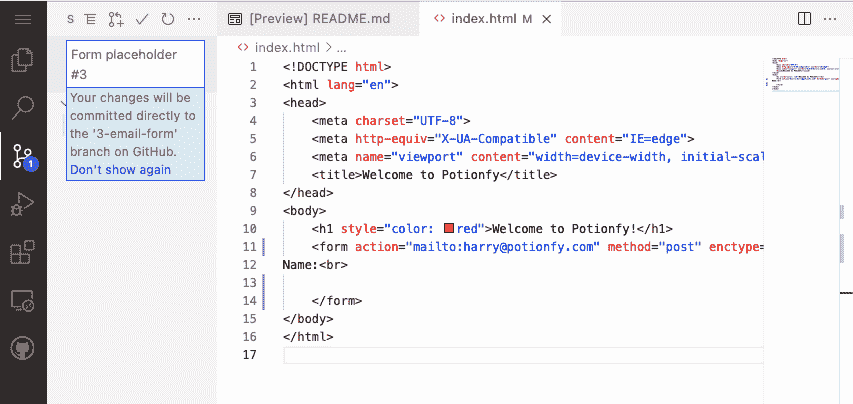 S
[Preview] README.md
index.html M
Form placeholder
#3
Your changes will be
committed directly to
the '3-email-form'
branch on GitHub.
Don't show again
1
index.html > ...
1 <!DOCTYPE html>
2 <html lang="en">
3 <head>
4 <meta charset="UTF-8">
5 <meta http-equiv="X-UA-Compatible" content="IE=edge">
6 <meta name="viewport" content="width=device-width, initial-scal
7 <title>Welcome to Potionfy</title>
8 </head>
9 <body>
10 <h1 style="color: red">Welcome to Potionfy!</h1>
11 <form action="mailto:harry@potionfy.com" method="post" enctype=
12 Name:<br>
13
14 </form>
15 </body>
16 </html>
17